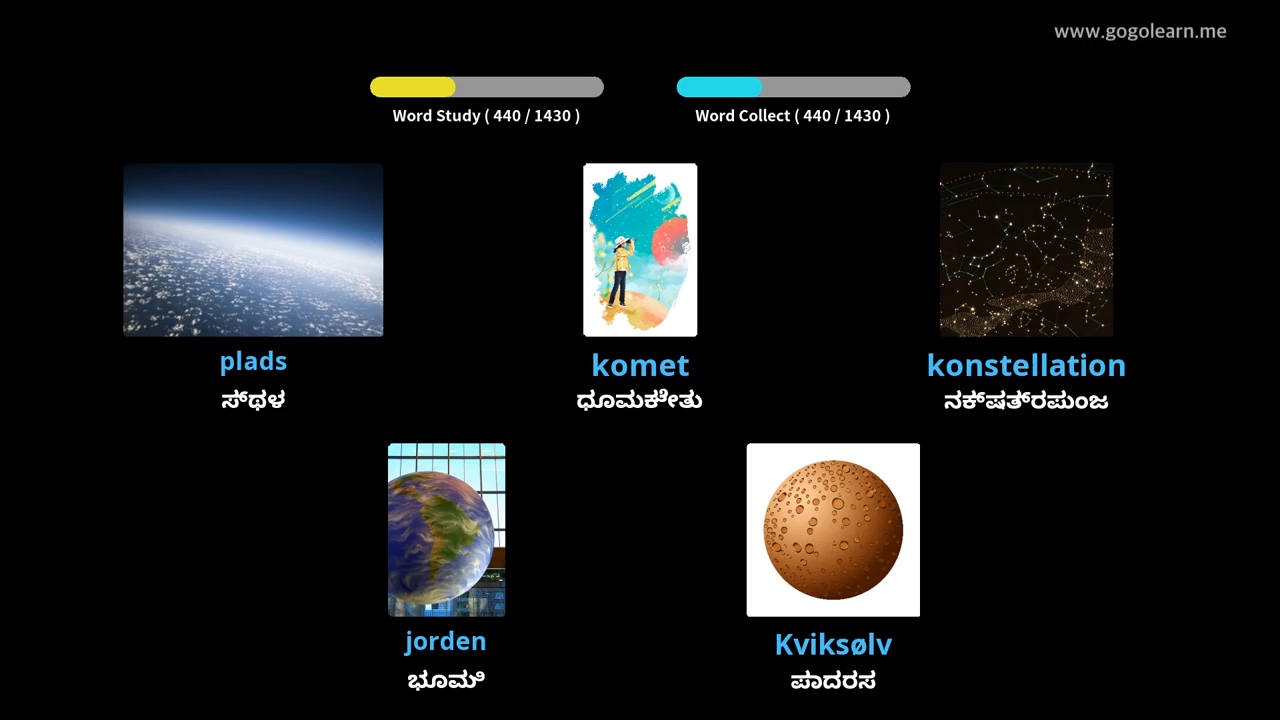 www.gogolearn.me
Word Study ( 440 / 1430 )
Word Collect ( 440 / 1430 )
plads
ಸ್ಥಳ
komet
ಧೂಮಕೇತು
konstellation
ನಕ್ಷತ್ರಪುಂಜ
jorden
ಭೂಮಿ
Kviksølv
ಪಾದರಸ